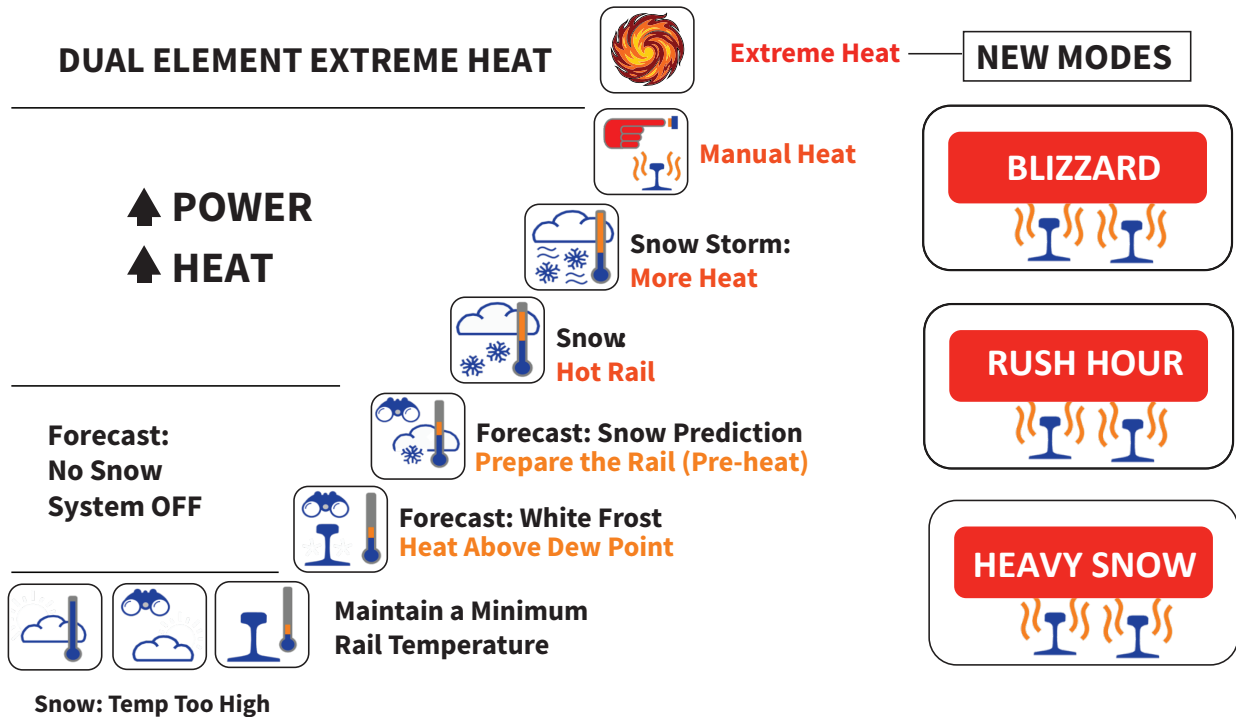 DUAL ELEMENT EXTREME HEAT
Extreme Heat
NEW MODES
Manual Heat
POWER
HEAT
Snow Storm:
More Heat
Snow:
Hot Rail
Forecast:
No Snow
System OFF
Forecast: Snow Prediction
Prepare the Rail (Pre-heat)
Forecast: White Frost
Heat Above Dew Point
Maintain a Minimum
Rail Temperature
Snow: Temp Too High
BLIZZARD
RUSH HOUR
HEAVY SNOW